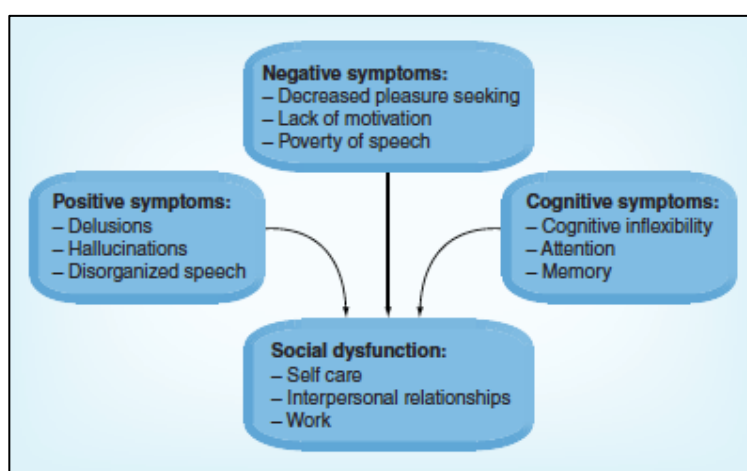 Negative symptoms:
– Decreased pleasure seeking
– Lack of motivation
– Poverty of speech
Positive symptoms:
– Delusions
– Hallucinations
– Disorganized speech
Cognitive symptoms:
– Cognitive inflexibility
– Attention
– Memory
Social dysfunction:
– Self care
– Interpersonal relationships
– Work